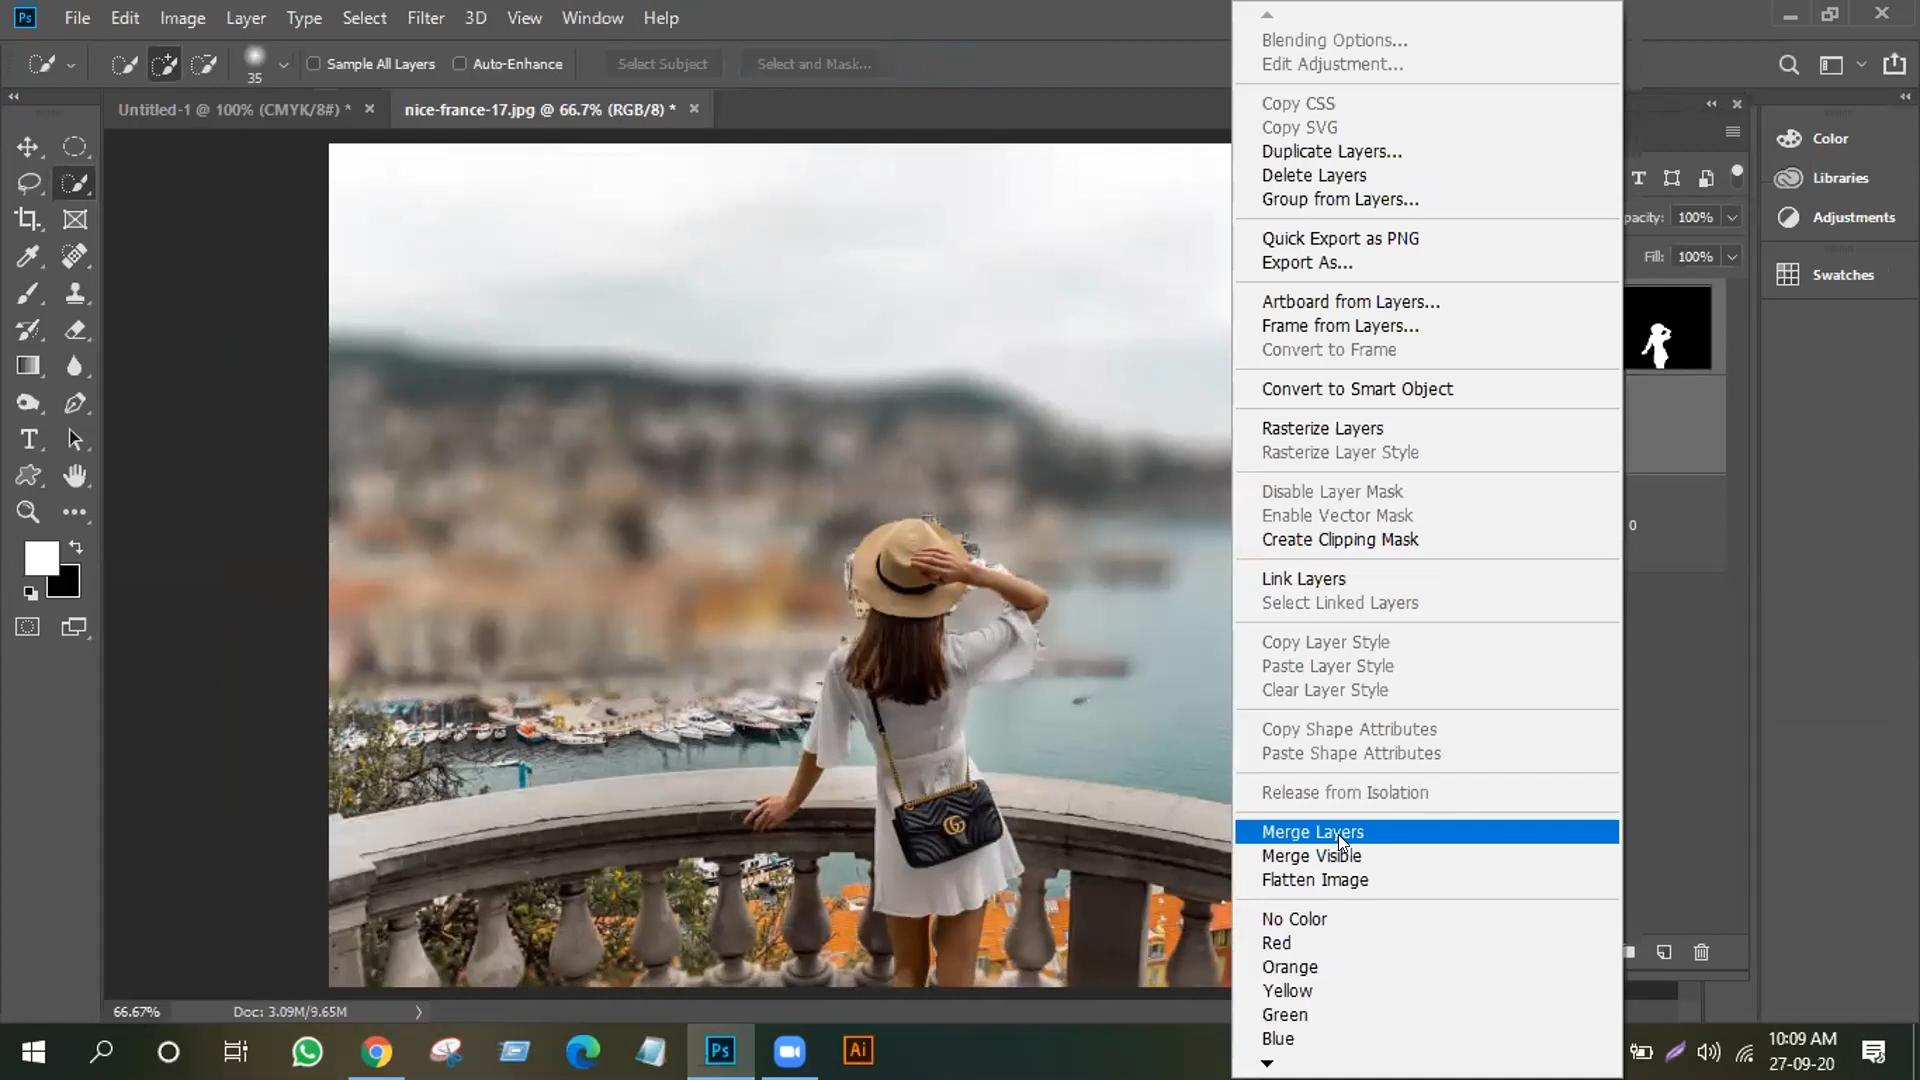 Ps File Edit Image Layer Type Select Filter 3D View Window Help
35 Sample All Layers Auto-Enhance Select Subject Select and Mask...
Untitled-1 @ 100% (CMYK/8#) * × nice-france-17.jpg @ 66.7% (RGB/8) * ×
Blending Options...
Edit Adjustment...
Copy CSS
Copy SVG
Duplicate Layers...
Delete Layers
Group from Layers...
Quick Export as PNG
Export As...
Artboard from Layers...
Frame from Layers...
Convert to Frame
Convert to Smart Object
Rasterize Layers
Rasterize Layer Style
Disable Layer Mask
Enable Vector Mask
Create Clipping Mask
Link Layers
Select Linked Layers
Copy Layer Style
Paste Layer Style
Clear Layer Style
Copy Shape Attributes
Paste Shape Attributes
Release from Isolation
Merge Layers
Merge Visible
Flatten Image
No Color
Red
Orange
Yellow
Green
Blue
pacity: 100%
Fill: 100%
0
Color
Libraries
Adjustments
Swatches
66.67% Doc: 3.09M/9.65M
Ps Ai
10:09 AM
27-09-20